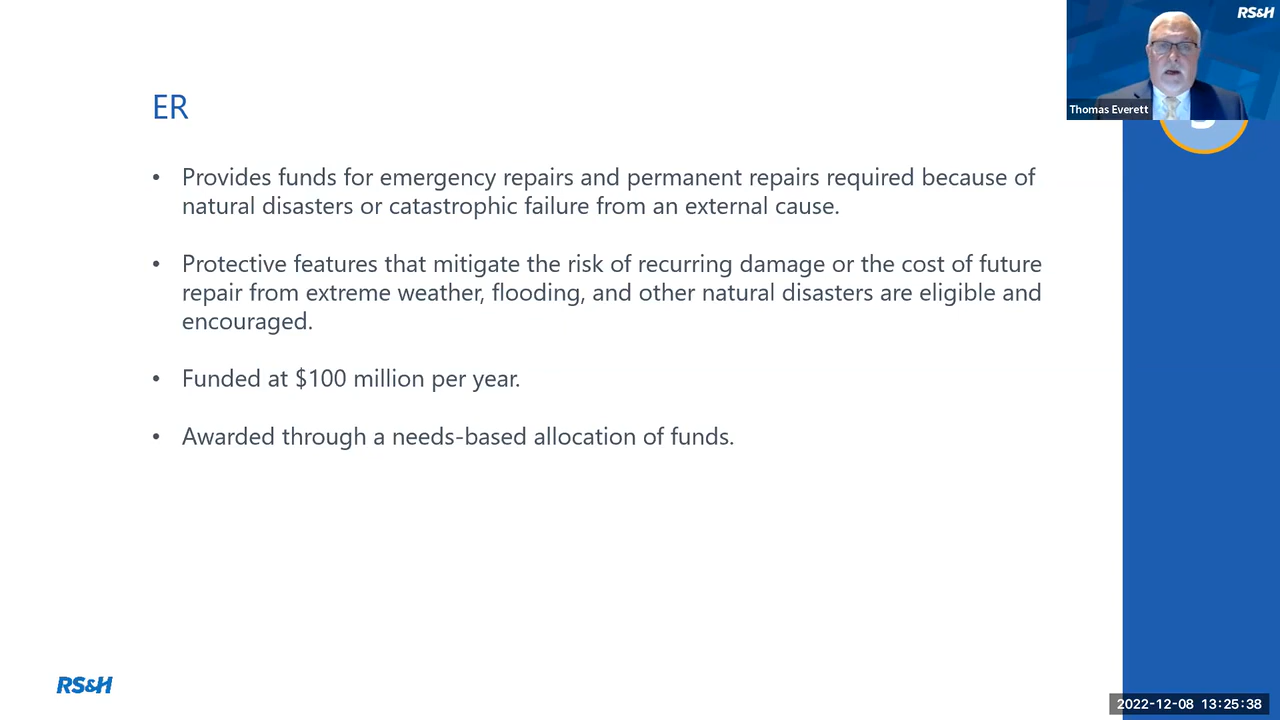 RS&H
Thomas Everett
ER
• Provides funds for emergency repairs and permanent repairs required because of
natural disasters or catastrophic failure from an external cause.
• Protective features that mitigate the risk of recurring damage or the cost of future
repair from extreme weather, flooding, and other natural disasters are eligible and
encouraged.
• Funded at $100 million per year.
• Awarded through a needs-based allocation of funds.
RS&H
2022-12-08 13:25:38